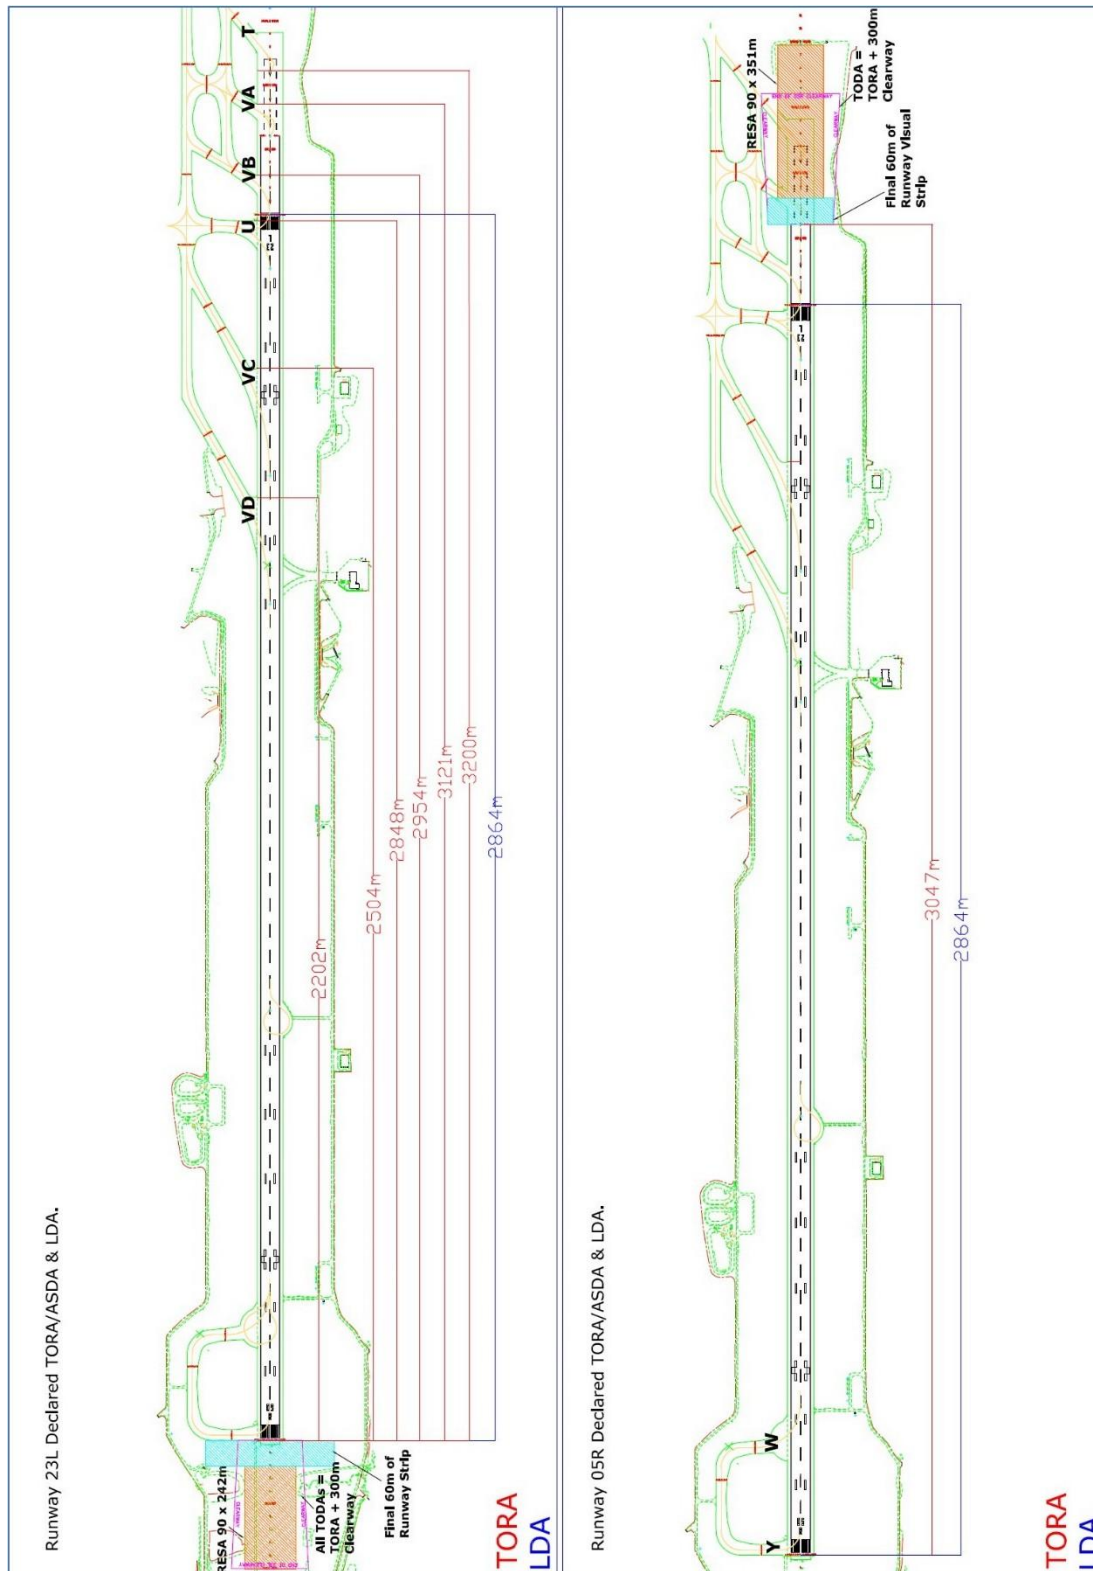 Runway 23L Declared TORA/ASDA & LDA.
T
VA
VB
U
VC
VD
2202m
2504m
2848m
2954m
3121m
3200m
2864m
RESA 90 x 242m
All TODAs =
TORA + 300m
Clearway
Final 60m of
Runway Strip
TORA
LDA
Runway 05R Declared TORA/ASDA & LDA.
RESA 90 x 351m
TODA =
TORA + 300m
Clearway
Final 60m of
Runway Visual
Strip
3047m
2864m
W
Y
TORA
LDA